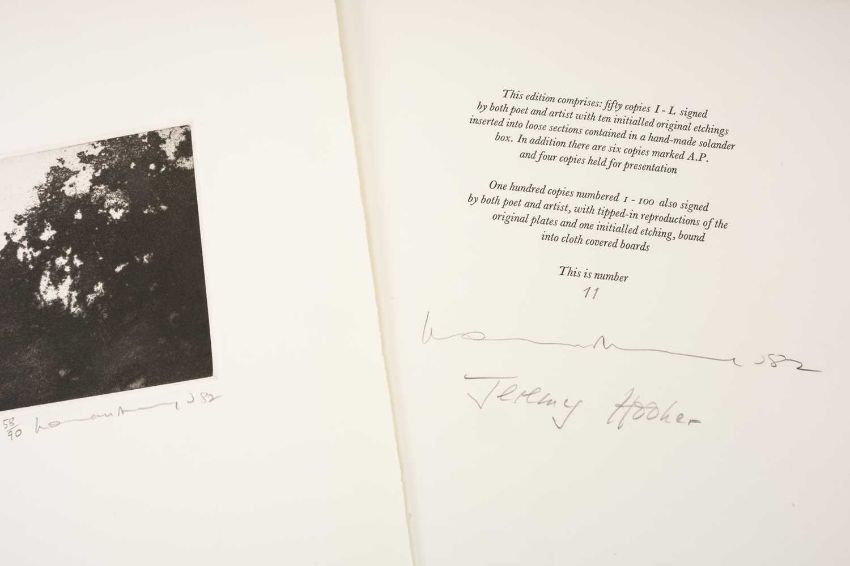 58/90 '82
This edition comprises: fifty copies I - L signed
by both poet and artist with ten initialled original etchings
inserted into loose sections contained in a hand-made solander
box. In addition there are six copies marked A.P.
and four copies held for presentation
One hundred copies numbered 1 - 100 also signed
by both poet and artist, with tipped-in reproductions of the
original plates and one initialled etching, bound
into cloth covered boards
This is number
11
'82
Jeremy Hooker